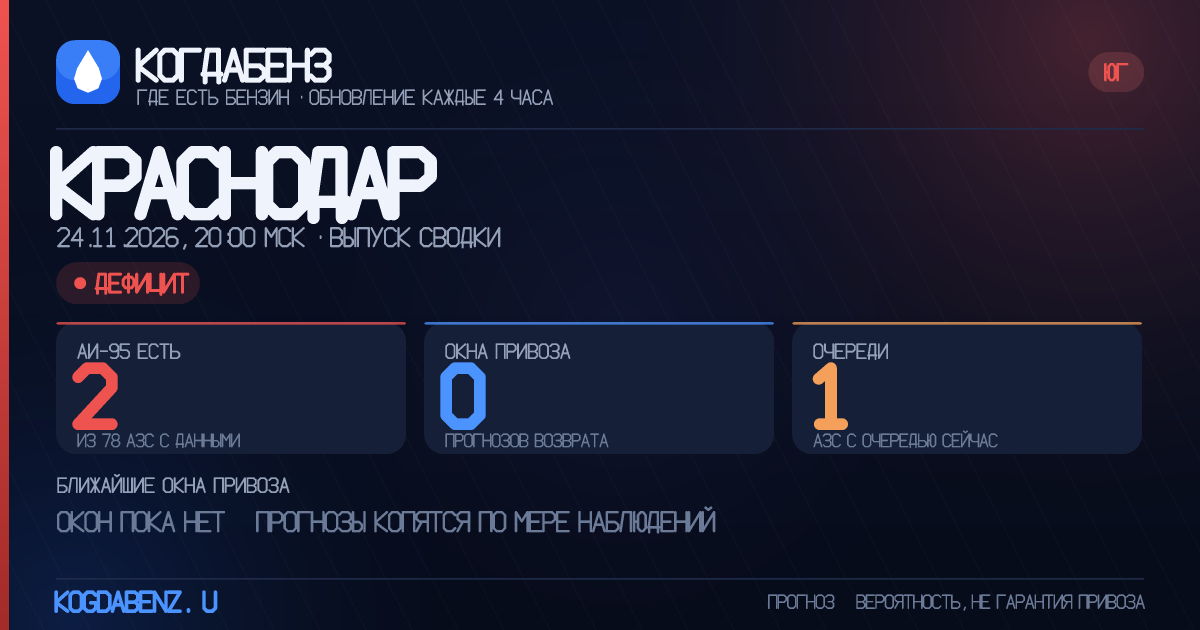 КОГДАБЕНЗ
ГДЕ ЕСТЬ БЕНЗИН · ОБНОВЛЕНИЕ КАЖДЫЕ 4 ЧАСА
ЮГ
КРАСНОДАР
24.11.2026, 20:00 МСК · ВЫПУСК СВОДКИ
ДЕФИЦИТ
АИ-95 ЕСТЬ
2
ИЗ 78 АЗС С ДАННЫМИ
ОКНА ПРИВОЗА
0
ПРОГНОЗОВ ВОЗВРАТА
ОЧЕРЕДИ
1
АЗС С ОЧЕРЕДЬЮ СЕЙЧАС
БЛИЖАЙШИЕ ОКНА ПРИВОЗА
ОКОН ПОКА НЕТ ПРОГНОЗЫ КОПЯТСЯ ПО МЕРЕ НАБЛЮДЕНИЙ
KOGDABENZ. U
ПРОГНОЗ ВЕРОЯТНОСТЬ, НЕ ГАРАНТИЯ ПРИВОЗА